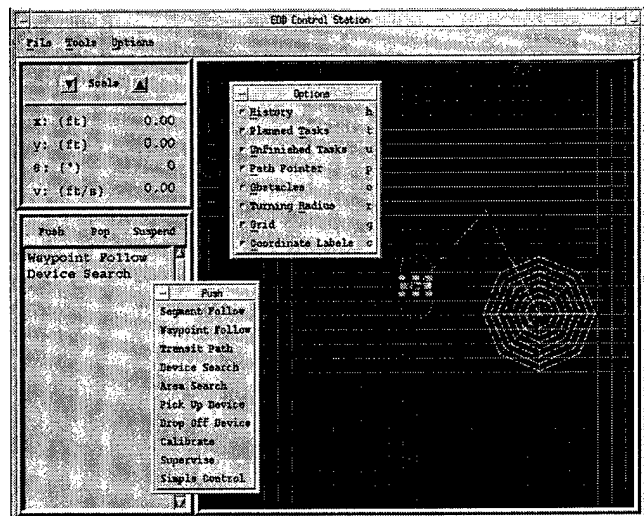 EOD Control Station
File Tools Options
Scale
x: (ft) 0.00
y: (ft) 0.00
θ: (°) 0
v: (ft/s) 0.00
Push Pop Suspend
Waypoint Follow
Device Search
Options
History h
Planned Tasks t
Unfinished Tasks u
Path Pointer p
Obstacles o
Turning Radius r
Grid g
Coordinate Labels c
Push
Segment Follow
Waypoint Follow
Transit Path
Device Search
Area Search
Pick Up Device
Drop Off Device
Calibrate
Supervise
Simple Control